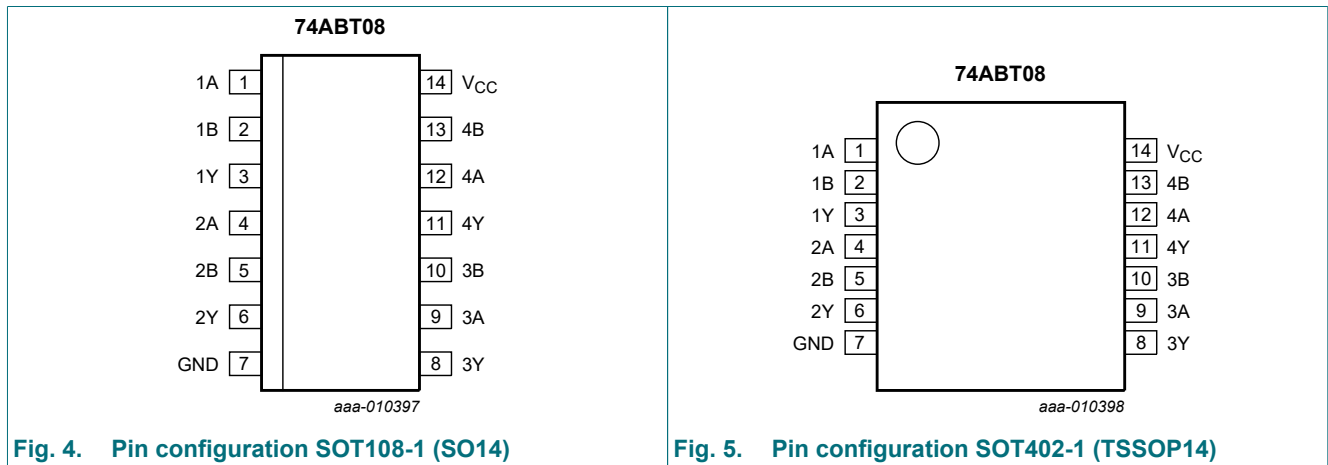 74ABT08
1A 1 14 VCC
1B 2 13 4B
1Y 3 12 4A
2A 4 11 4Y
2B 5 10 3B
2Y 6 9 3A
GND 7 8 3Y
aaa-010397
Fig. 4. Pin configuration SOT108-1 (SO14)
74ABT08
1A 1 14 VCC
1B 2 13 4B
1Y 3 12 4A
2A 4 11 4Y
2B 5 10 3B
2Y 6 9 3A
GND 7 8 3Y
aaa-010398
Fig. 5. Pin configuration SOT402-1 (TSSOP14)